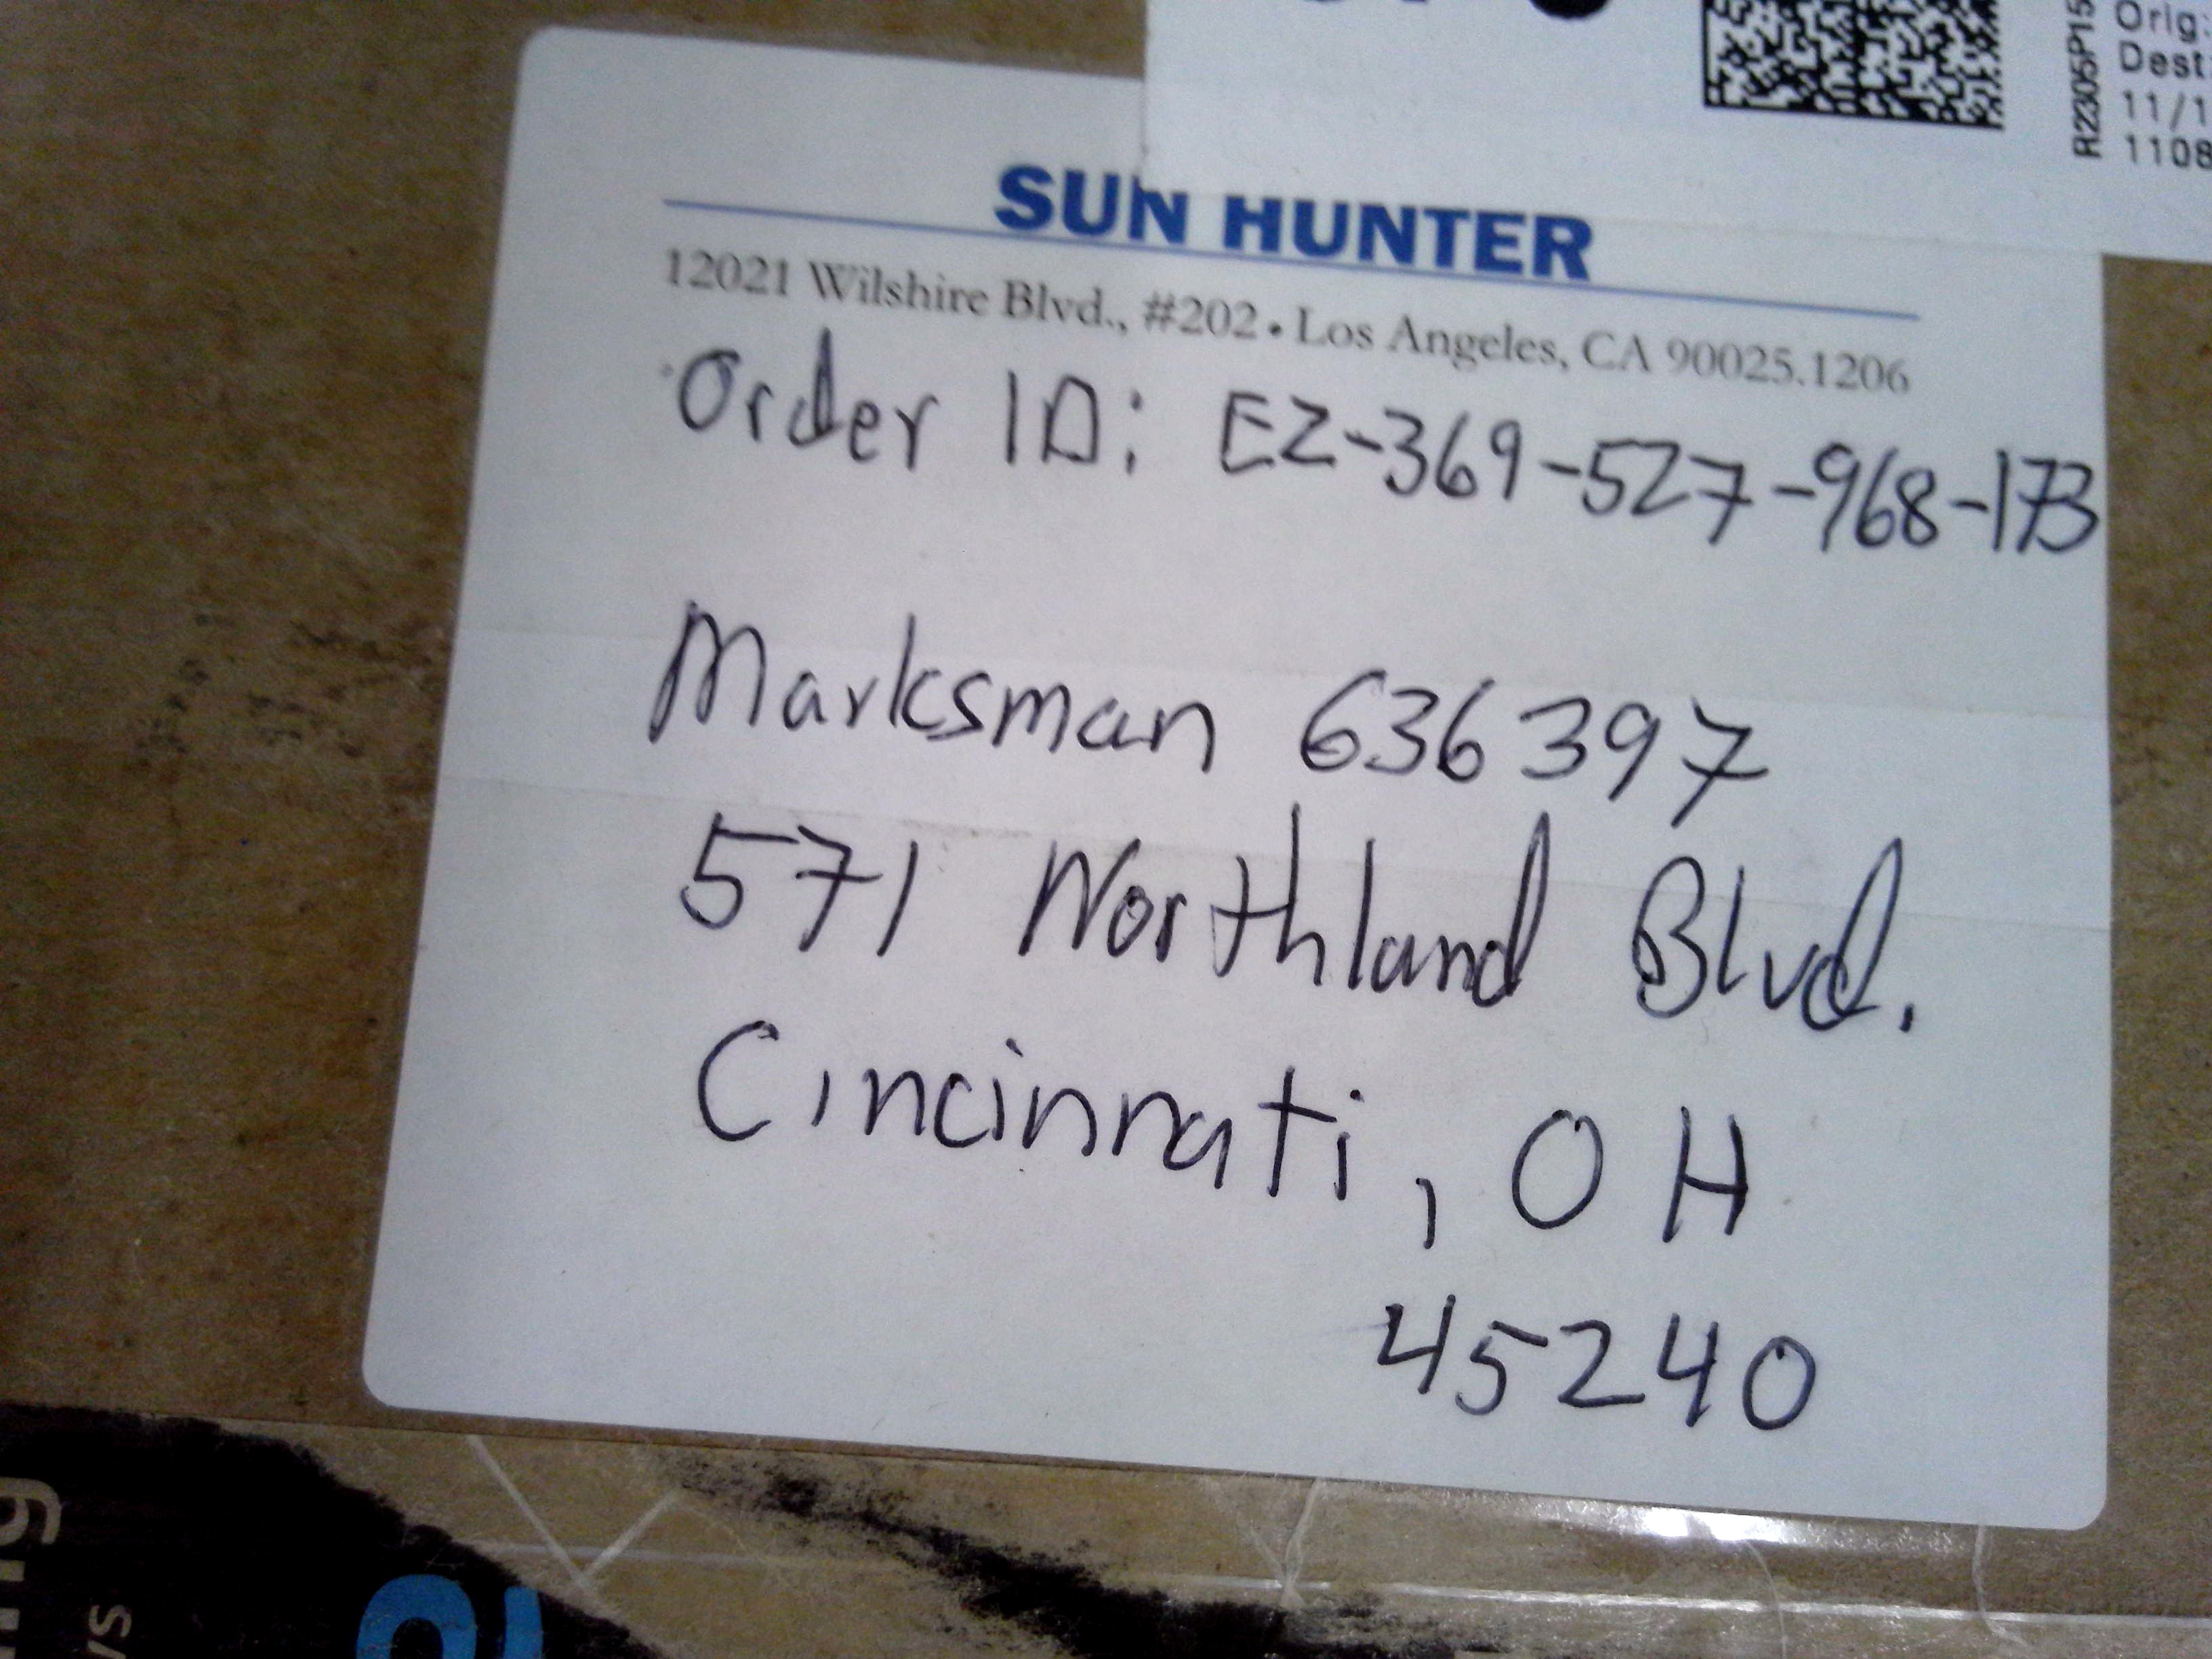 Orig:
Dest:
11/1
1108
R2305P15
SUN HUNTER
12021 Wilshire Blvd., #202 • Los Angeles, CA 90025.1206
Order ID: EZ-369-527-968-173
Marksman 636397
571 Northland Blvd.
Cincinnati, OH
45240